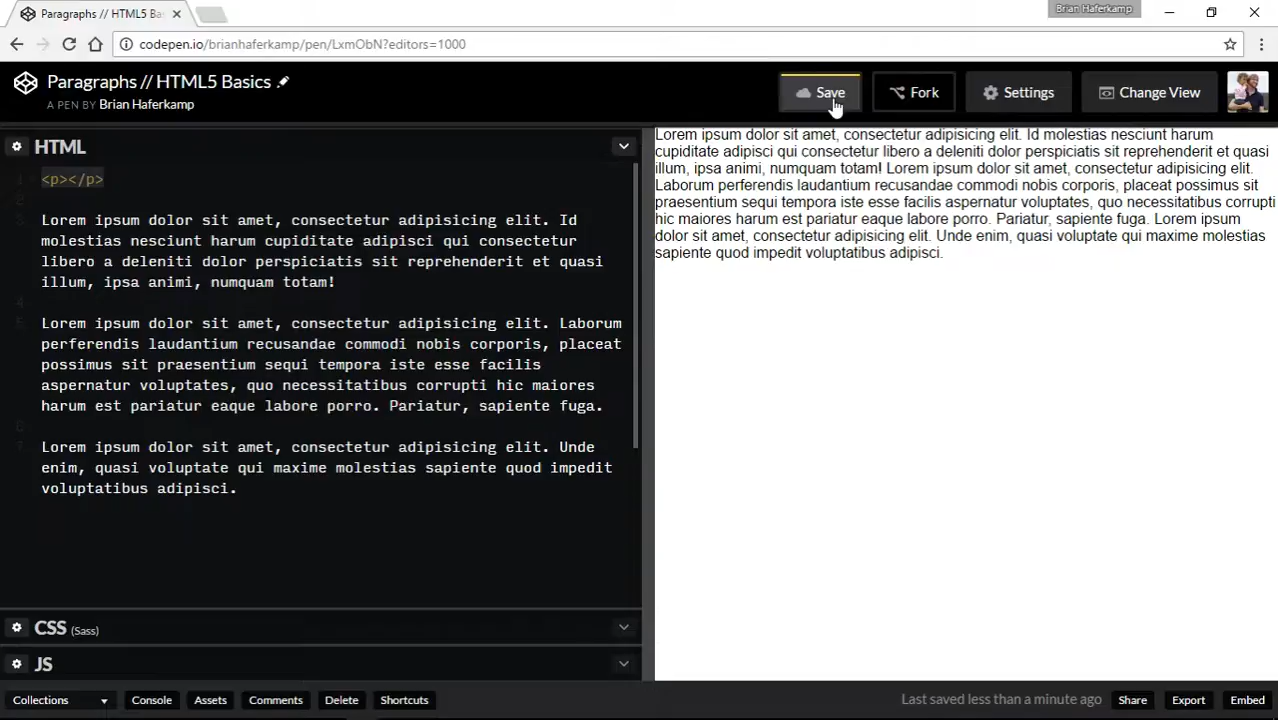 Paragraphs // HTML5 Ba
Brian Haferkamp
codepen.io/brianhaferkamp/pen/LxmObN?editors=1000
Paragraphs // HTML5 Basics
A PEN BY Brian Haferkamp
Save
Fork
Settings
Change View
HTML
1 <p></p>
2
3 Lorem ipsum dolor sit amet, consectetur adipisicing elit. Id
molestias nesciunt harum cupiditate adipisci qui consectetur
libero a deleniti dolor perspiciatis sit reprehenderit et quasi
illum, ipsa animi, numquam totam!
4
5 Lorem ipsum dolor sit amet, consectetur adipisicing elit. Laborum
perferendis laudantium recusandae commodi nobis corporis, placeat
possimus sit praesentium sequi tempora iste esse facilis
aspernatur voluptates, quo necessitatibus corrupti hic maiores
harum est pariatur eaque labore porro. Pariatur, sapiente fuga.
6
7 Lorem ipsum dolor sit amet, consectetur adipisicing elit. Unde
enim, quasi voluptate qui maxime molestias sapiente quod impedit
voluptatibus adipisci.
Lorem ipsum dolor sit amet, consectetur adipisicing elit. Id molestias nesciunt harum
cupiditate adipisci qui consectetur libero a deleniti dolor perspiciatis sit reprehenderit et quasi
illum, ipsa animi, numquam totam! Lorem ipsum dolor sit amet, consectetur adipisicing elit.
Laborum perferendis laudantium recusandae commodi nobis corporis, placeat possimus sit
praesentium sequi tempora iste esse facilis aspernatur voluptates, quo necessitatibus corrupti
hic maiores harum est pariatur eaque labore porro. Pariatur, sapiente fuga. Lorem ipsum
dolor sit amet, consectetur adipisicing elit. Unde enim, quasi voluptate qui maxime molestias
sapiente quod impedit voluptatibus adipisci.
CSS (Sass)
JS
Collections
Console
Assets
Comments
Delete
Shortcuts
Last saved less than a minute ago
Share
Export
Embed